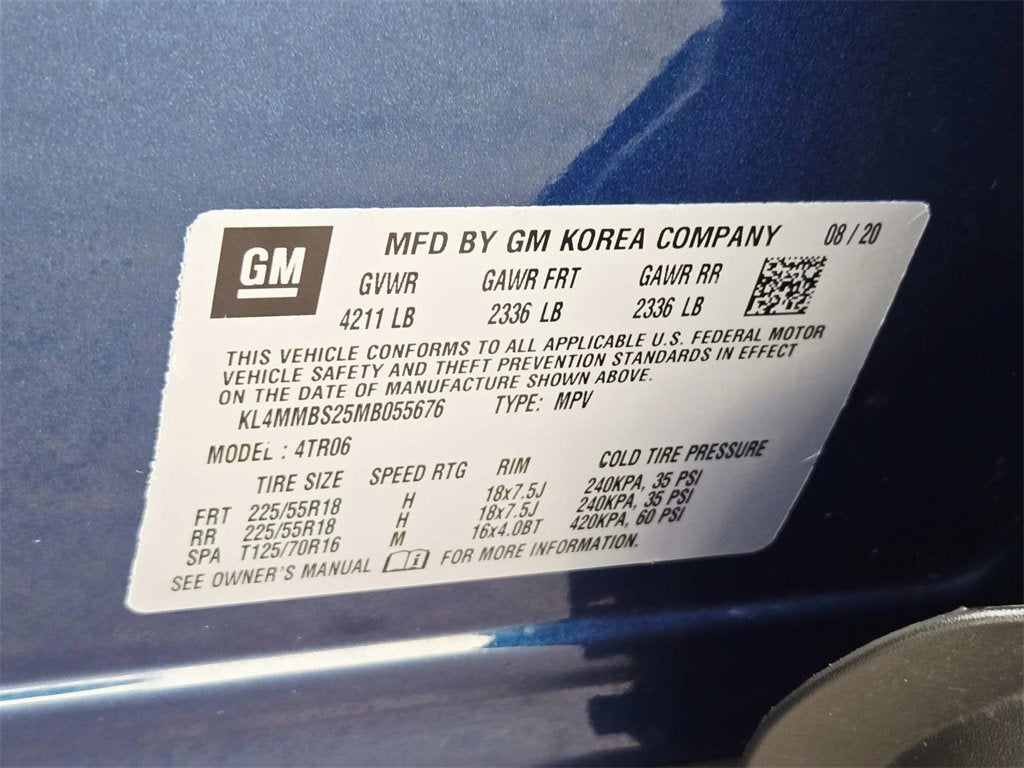 GM
MFD BY GM KOREA COMPANY 08 / 20
GVWR GAWR FRT GAWR RR
4211 LB 2336 LB 2336 LB
THIS VEHICLE CONFORMS TO ALL APPLICABLE U.S. FEDERAL MOTOR
VEHICLE SAFETY AND THEFT PREVENTION STANDARDS IN EFFECT
ON THE DATE OF MANUFACTURE SHOWN ABOVE.
KL4MMBS25MB055676 TYPE: MPV
MODEL : 4TR06
TIRE SIZE SPEED RTG RIM COLD TIRE PRESSURE
FRT 225/55R18 H 18x7.5J 240KPA, 35 PSI
RR 225/55R18 H 18x7.5J 240KPA, 35 PSI
SPA T125/70R16 M 16x4.0BT 420KPA, 60 PSI
SEE OWNER'S MANUAL FOR MORE INFORMATION.